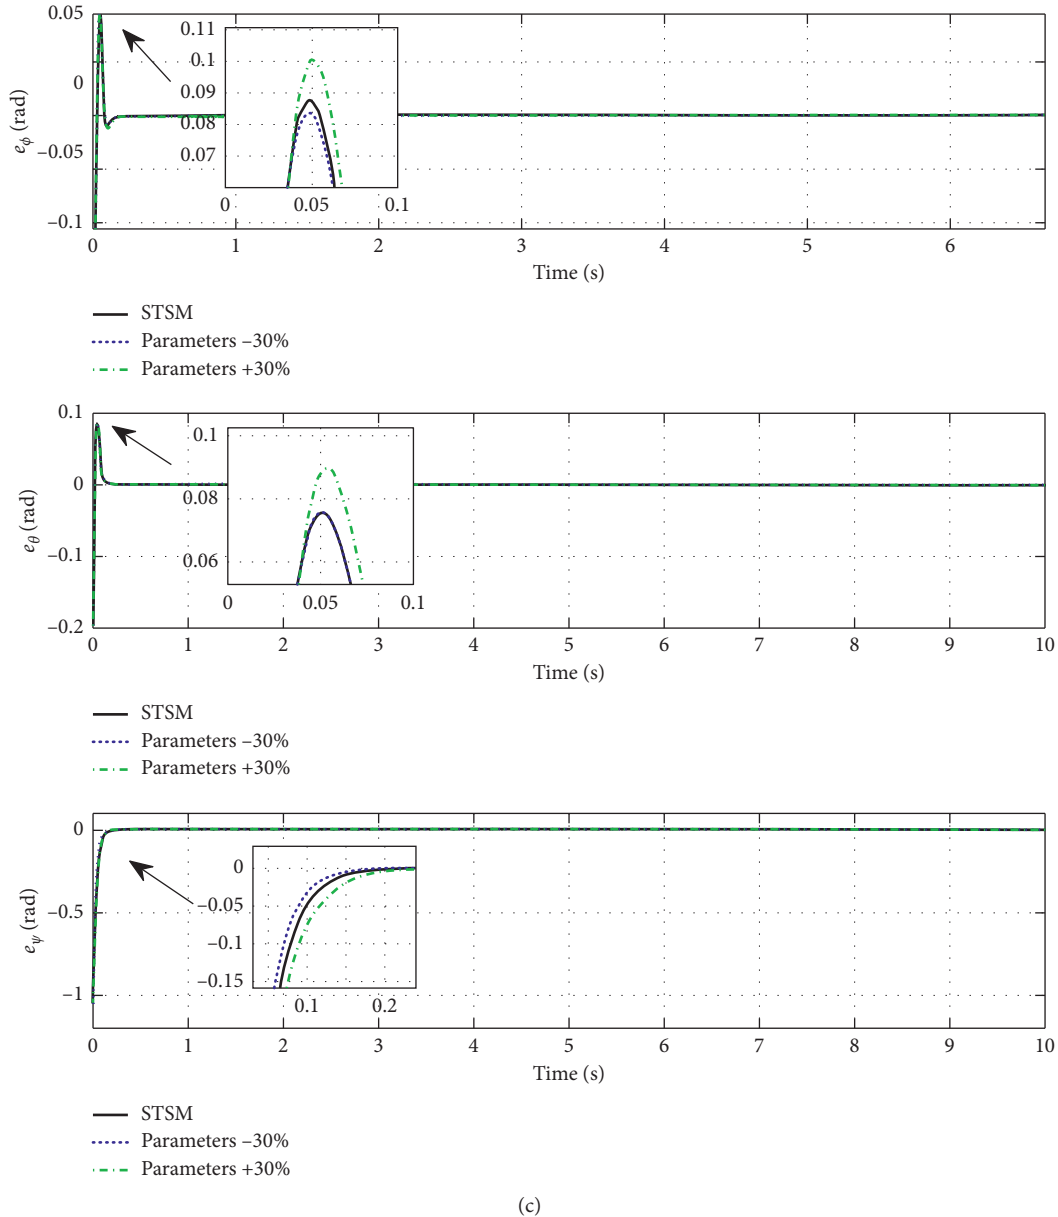 0.05
0
−0.05
−0.1
e_ϕ (rad)
0.11
0.1
0.09
0.08
0.07
0 0.05 0.1
0 1 2 3 4 5 6
Time (s)
STSM
Parameters −30%
Parameters +30%
0.1
0
−0.1
−0.2
e_θ (rad)
0.1
0.08
0.06
0 0.05 0.1
0 1 2 3 4 5 6 7 8 9 10
Time (s)
STSM
Parameters −30%
Parameters +30%
0
−0.5
−1
e_ψ (rad)
0
−0.05
−0.1
−0.15
0.1 0.2
0 1 2 3 4 5 6 7 8 9 10
Time (s)
STSM
Parameters −30%
Parameters +30%
(c)